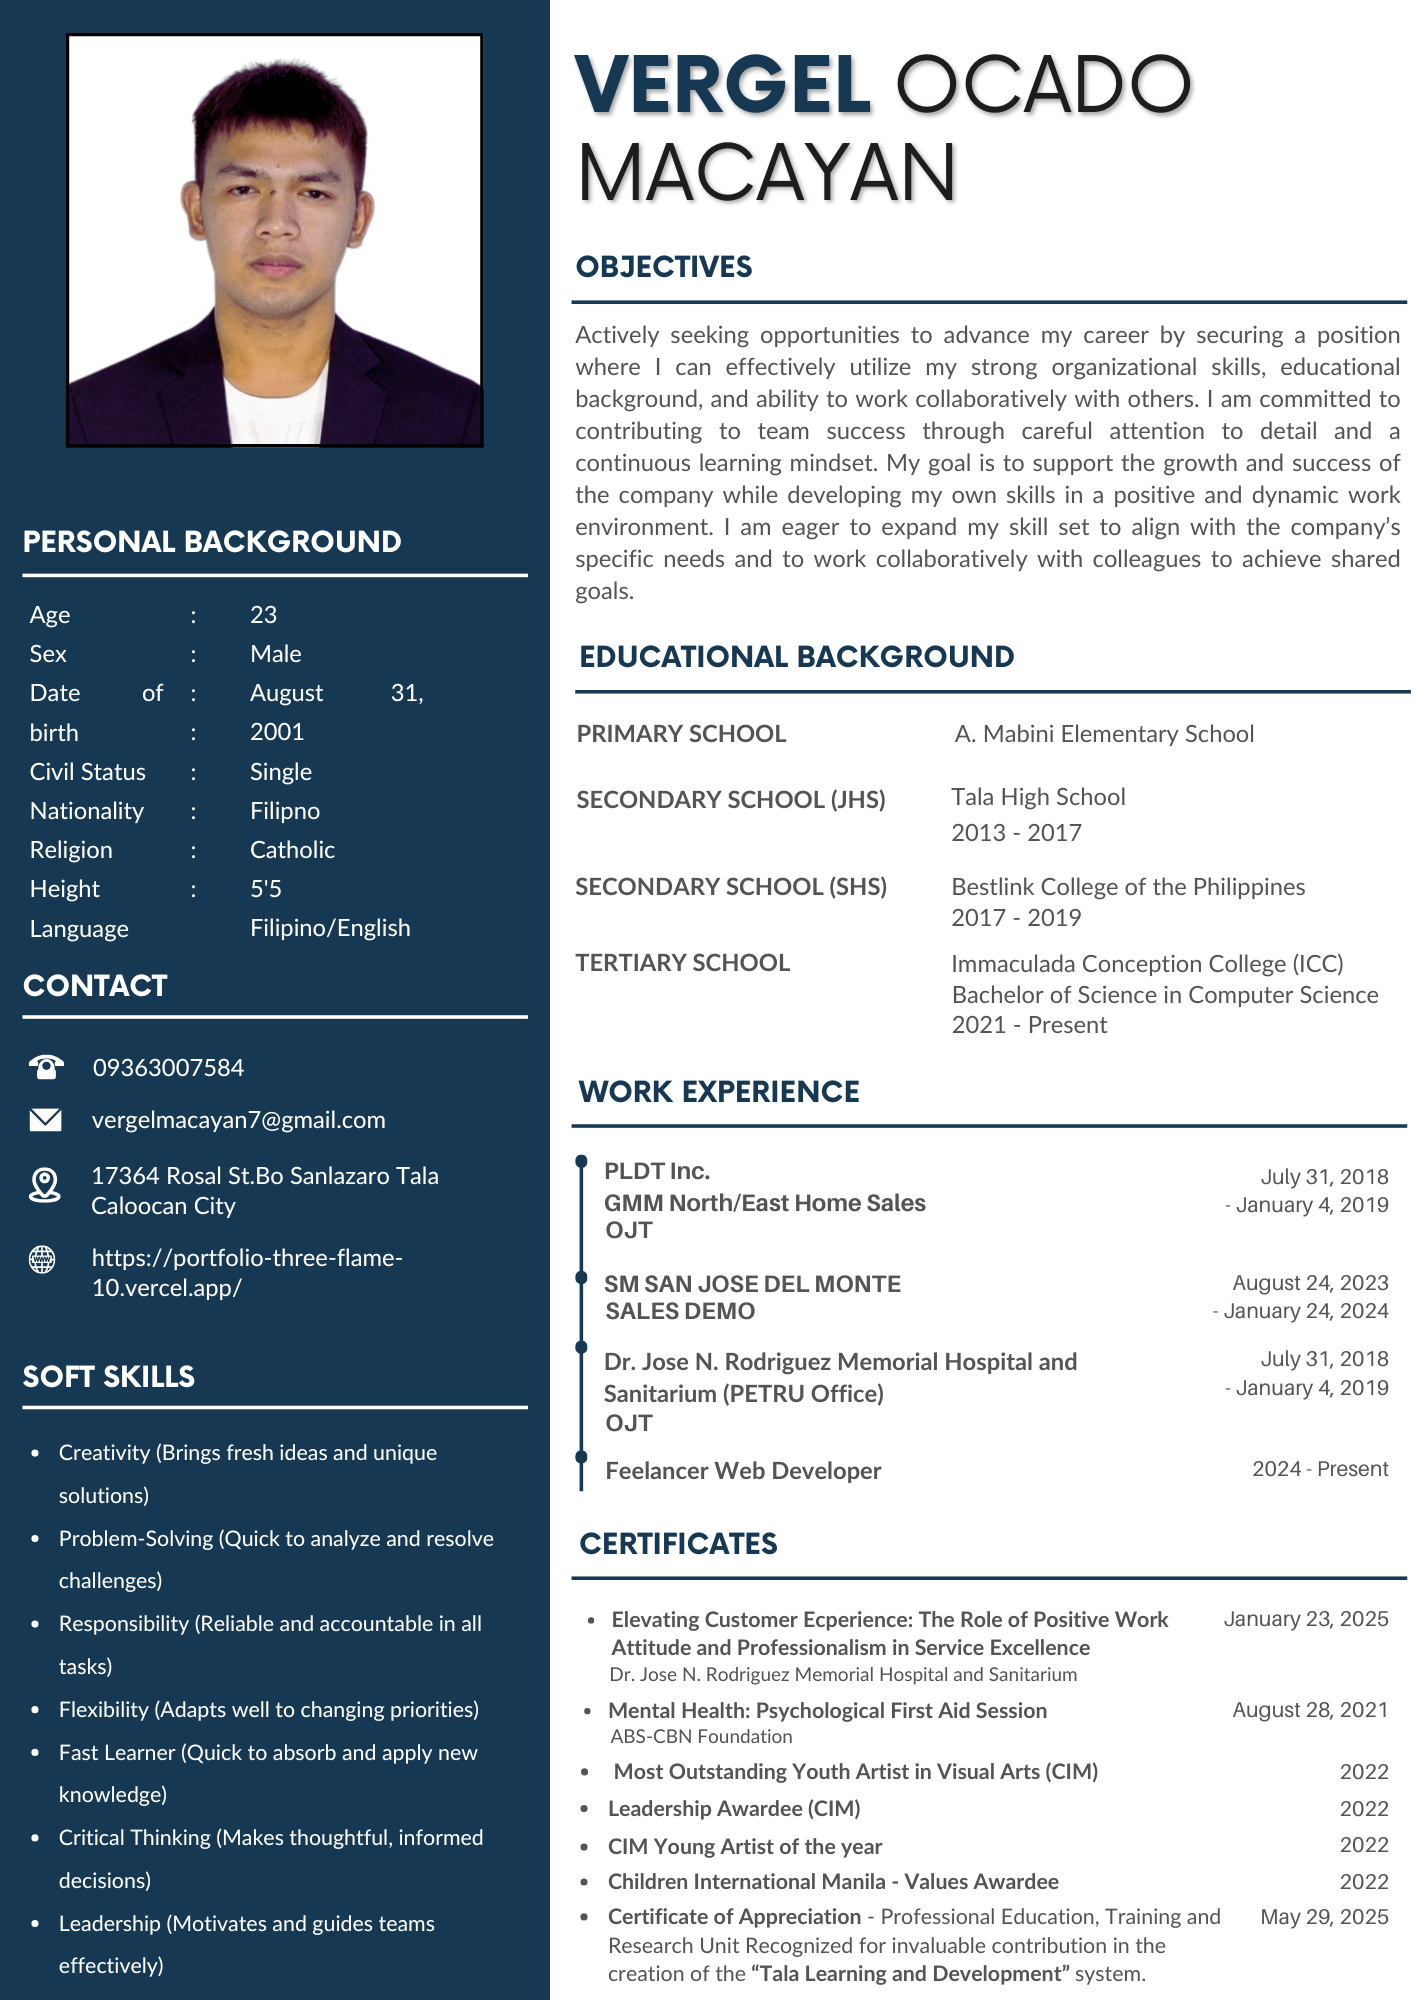 VERGEL OCADO
MACAYAN
PERSONAL BACKGROUND
Age : 23
Sex : Male
Date of : August 31,
birth : 2001
Civil Status : Single
Nationality : Filipno
Religion : Catholic
Height : 5'5
Language Filipino/English
CONTACT
09363007584
vergelmacayan7@gmail.com
17364 Rosal St.Bo Sanlazaro Tala
Caloocan City
https://portfolio-three-flame-
10.vercel.app/
SOFT SKILLS
• Creativity (Brings fresh ideas and unique
solutions)
• Problem-Solving (Quick to analyze and resolve
challenges)
• Responsibility (Reliable and accountable in all
tasks)
• Flexibility (Adapts well to changing priorities)
• Fast Learner (Quick to absorb and apply new
knowledge)
• Critical Thinking (Makes thoughtful, informed
decisions)
• Leadership (Motivates and guides teams
effectively)
OBJECTIVES
Actively seeking opportunities to advance my career by securing a position
where I can effectively utilize my strong organizational skills, educational
background, and ability to work collaboratively with others. I am committed to
contributing to team success through careful attention to detail and a
continuous learning mindset. My goal is to support the growth and success of
the company while developing my own skills in a positive and dynamic work
environment. I am eager to expand my skill set to align with the company's
specific needs and to work collaboratively with colleagues to achieve shared
goals.
EDUCATIONAL BACKGROUND
PRIMARY SCHOOL A. Mabini Elementary School
SECONDARY SCHOOL (JHS) Tala High School
2013 - 2017
SECONDARY SCHOOL (SHS) Bestlink College of the Philippines
2017 - 2019
TERTIARY SCHOOL Immaculada Conception College (ICC)
Bachelor of Science in Computer Science
2021 - Present
WORK EXPERIENCE
PLDT Inc. July 31, 2018
GMM North/East Home Sales - January 4, 2019
OJT
SM SAN JOSE DEL MONTE August 24, 2023
SALES DEMO - January 24, 2024
Dr. Jose N. Rodriguez Memorial Hospital and July 31, 2018
Sanitarium (PETRU Office) - January 4, 2019
OJT
Feelancer Web Developer 2024 - Present
CERTIFICATES
• Elevating Customer Ecperience: The Role of Positive Work January 23, 2025
Attitude and Professionalism in Service Excellence
Dr. Jose N. Rodriguez Memorial Hospital and Sanitarium
• Mental Health: Psychological First Aid Session August 28, 2021
ABS-CBN Foundation
• Most Outstanding Youth Artist in Visual Arts (CIM) 2022
• Leadership Awardee (CIM) 2022
• CIM Young Artist of the year 2022
• Children International Manila - Values Awardee 2022
• Certificate of Appreciation - Professional Education, Training and May 29, 2025
Research Unit Recognized for invaluable contribution in the
creation of the “Tala Learning and Development” system.